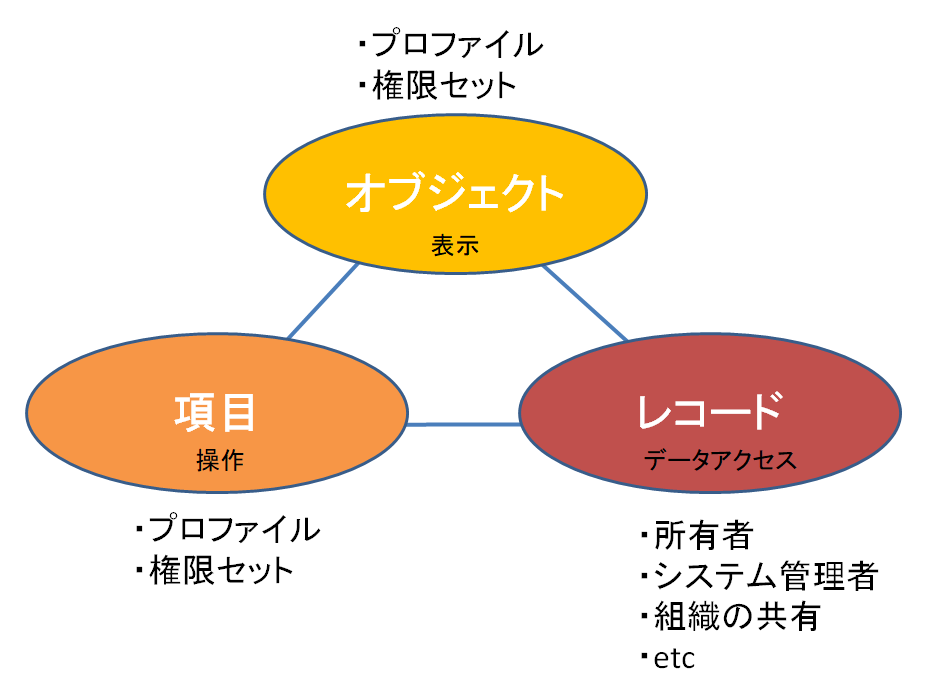 ・プロファイル
・権限セット
オブジェクト
表示
項目
操作
・プロファイル
・権限セット
レコード
データアクセス
・所有者
・システム管理者
・組織の共有
・etc